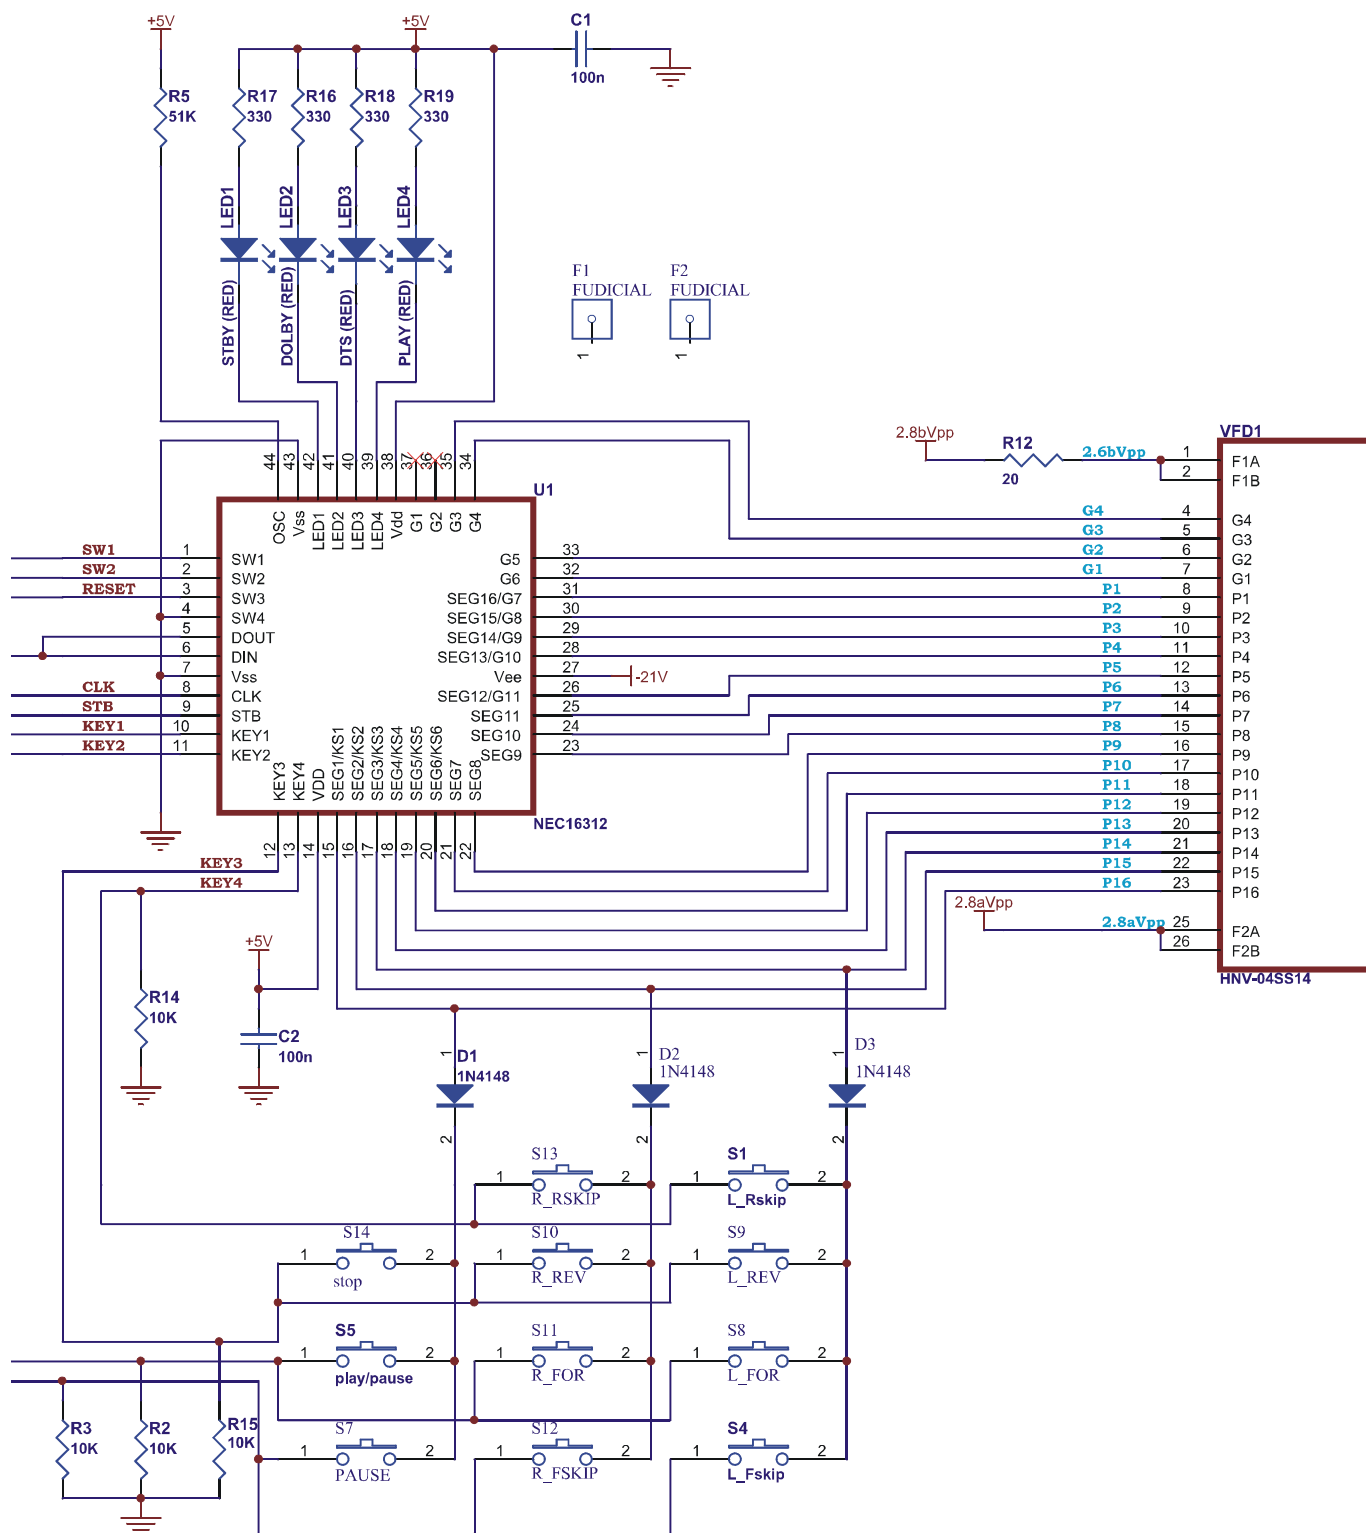 +5V
+5V
C1
100n
R5
51K
R17
330
R16
330
R18
330
R19
330
LED1
LED2
LED3
LED4
STBY (RED)
DOLBY (RED)
DTS (RED)
PLAY (RED)
F1
FUDICIAL
1
F2
FUDICIAL
1
2.8bVpp
R12
20
2.6bVpp
VFD1
44
43
42
41
40
39
38
37
36
35
34
U1
OSC
Vss
LED1
LED2
LED3
LED4
Vdd
G1
G2
G3
G4
1
F1A
2
F1B
G4
4
G4
G3
5
G3
G2
6
G2
G1
7
G1
P1
8
P1
P2
9
P2
P3
10
P3
P4
11
P4
P5
12
P5
P6
13
P6
P7
14
P7
P8
15
P8
P9
16
P9
P10
17
P10
P11
18
P11
P12
19
P12
P13
20
P13
P14
21
P14
P15
22
P15
P16
23
P16
2.8aVpp
2.8aVpp
25
F2A
26
F2B
HNV-04SS14
SW1
1
SW1
SW2
2
SW2
RESET
3
SW3
4
SW4
5
DOUT
6
DIN
7
Vss
CLK
8
CLK
STB
9
STB
KEY1
10
KEY1
KEY2
11
KEY2
G5
33
G6
32
SEG16/G7
31
SEG15/G8
30
SEG14/G9
29
SEG13/G10
28
Vee
27
-21V
SEG12/G11
26
SEG11
25
SEG10
24
SEG9
23
KEY3
KEY4
VDD
SEG1/KS1
SEG2/KS2
SEG3/KS3
SEG4/KS4
SEG5/KS5
SEG6/KS6
SEG7
SEG8
NEC16312
12
13
14
15
16
17
18
19
20
21
22
KEY3
KEY4
+5V
R14
10K
C2
100n
1
D1
1N4148
2
1
D2
1N4148
2
1
D3
1N4148
2
S13
1
2
R_RSKIP
S1
1
2
L_Rskip
S14
1
2
stop
S10
1
2
R_REV
S9
1
2
L_REV
S5
1
2
play/pause
S11
1
2
R_FOR
S8
1
2
L_FOR
R3
10K
R2
10K
R15
10K
S7
1
2
PAUSE
S12
1
2
R_FSKIP
S4
1
2
L_Fskip